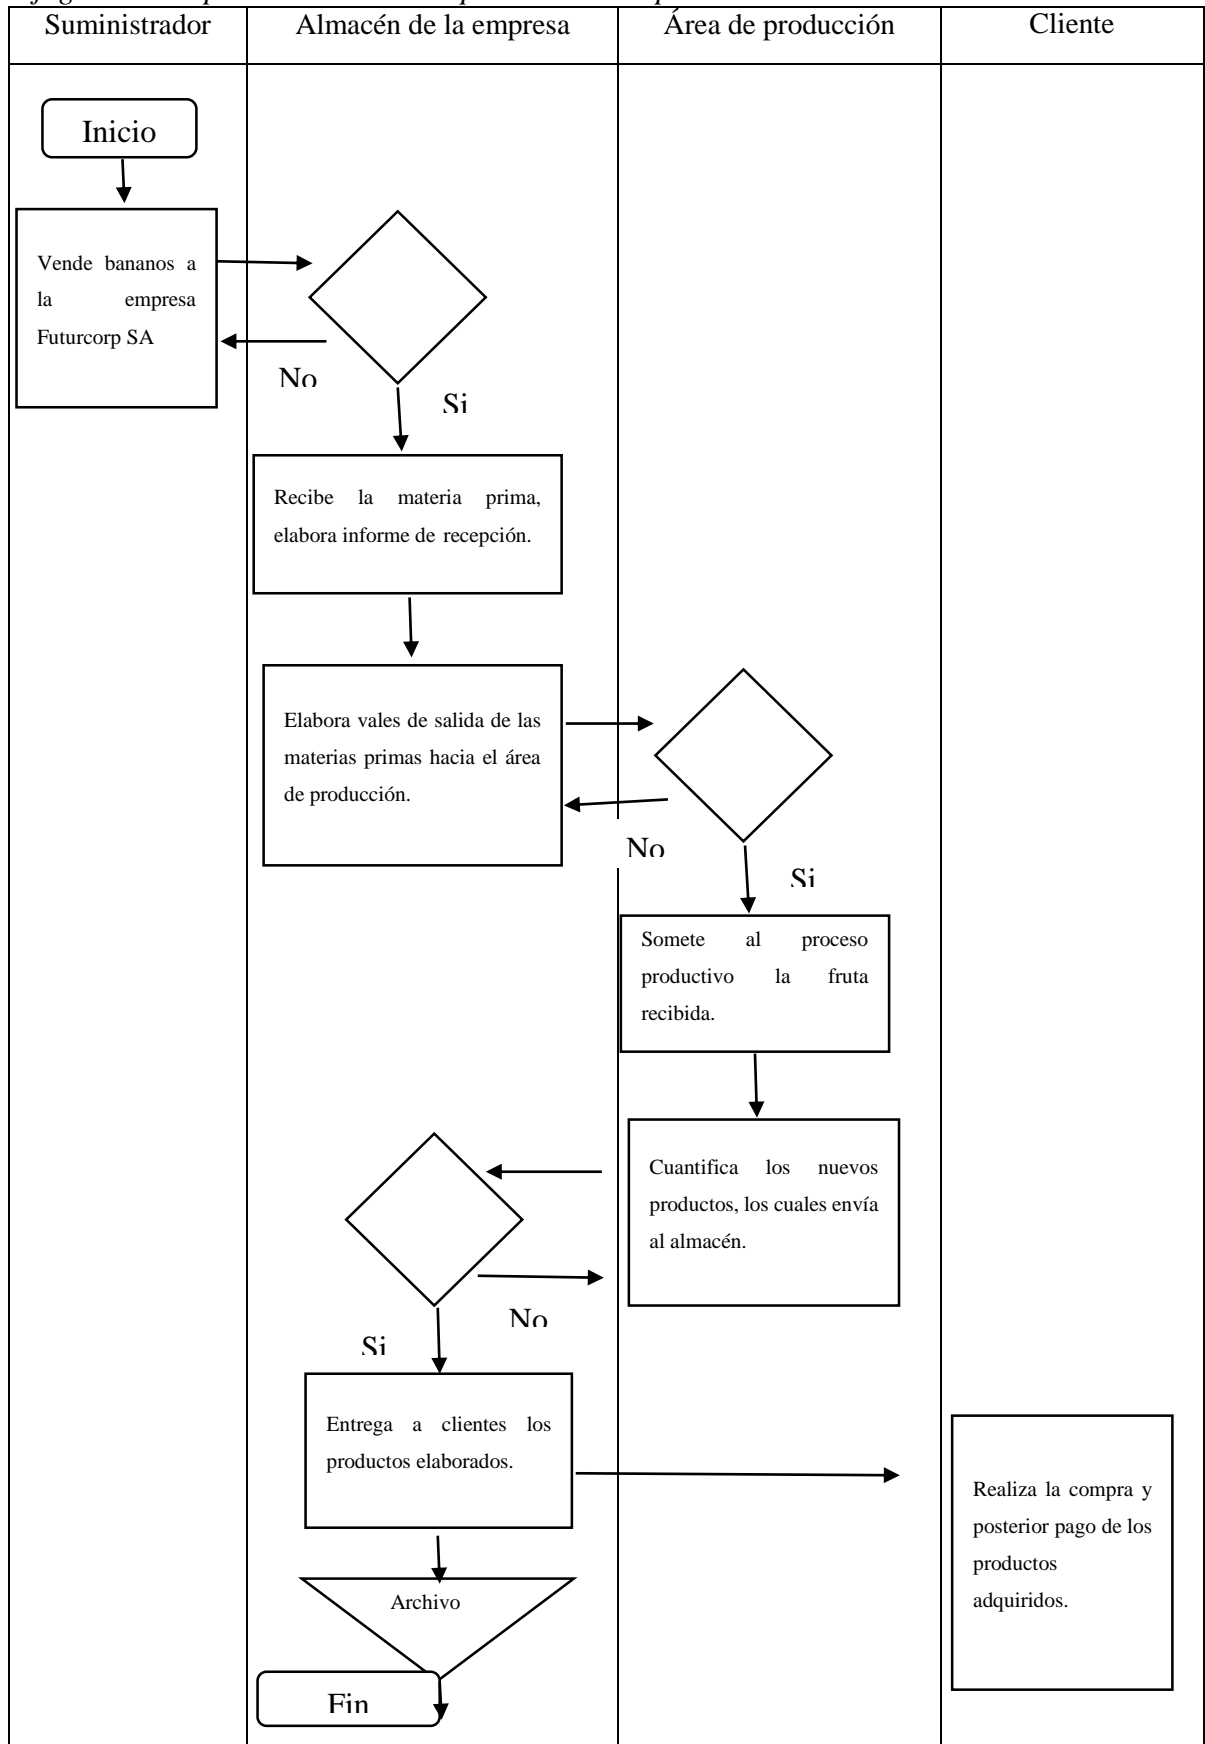 Suministrador
Almacén de la empresa
Área de producción
Cliente
Inicio
Vende bananos a
la empresa
Futurcorp SA
No
Si
Recibe la materia prima,
elabora informe de recepción.
Elabora vales de salida de las
materias primas hacia el área
de producción.
No
Si
Somete al proceso
productivo la fruta
recibida.
Cuantifica los nuevos
productos, los cuales envía
al almacén.
No
Si
Entrega a clientes los
productos elaborados.
Realiza la compra y
posterior pago de los
productos
adquiridos.
Archivo
Fin